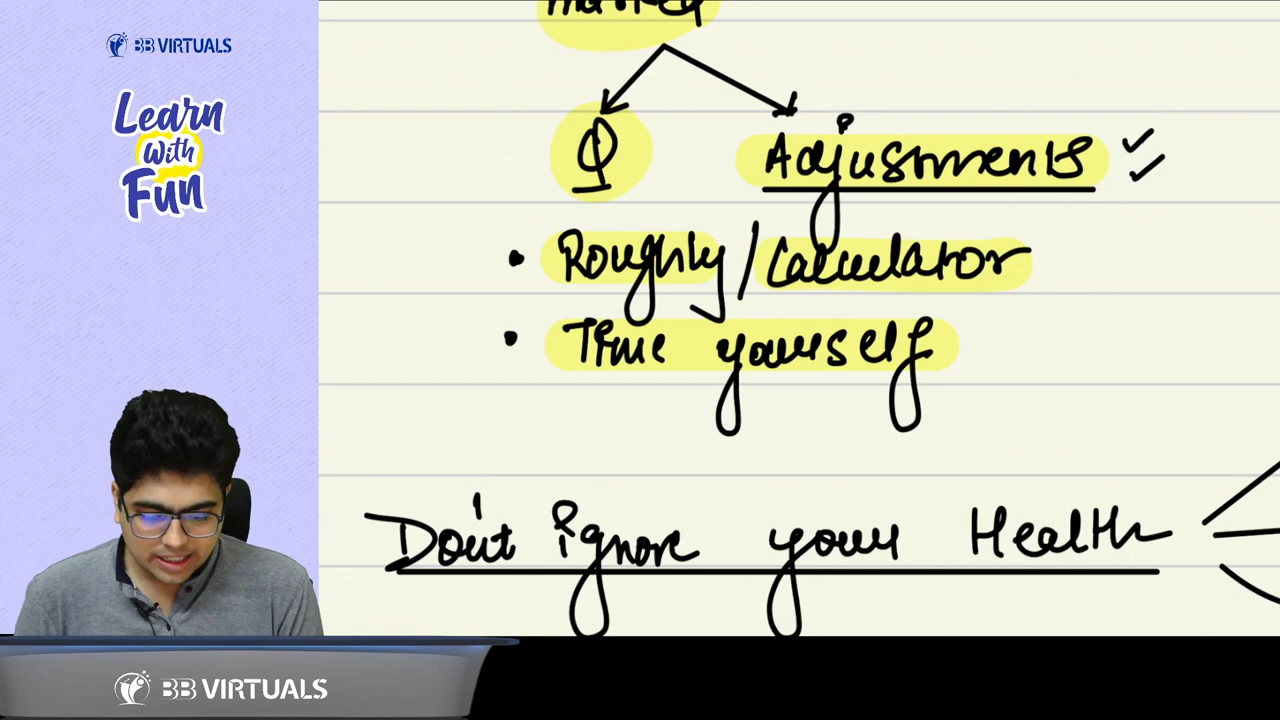 BB VIRTUALS
Learn
With
Fun
Q Adjustments
• Roughly / Calculator
• Time yourself
Don't ignore your Health
BB VIRTUALS